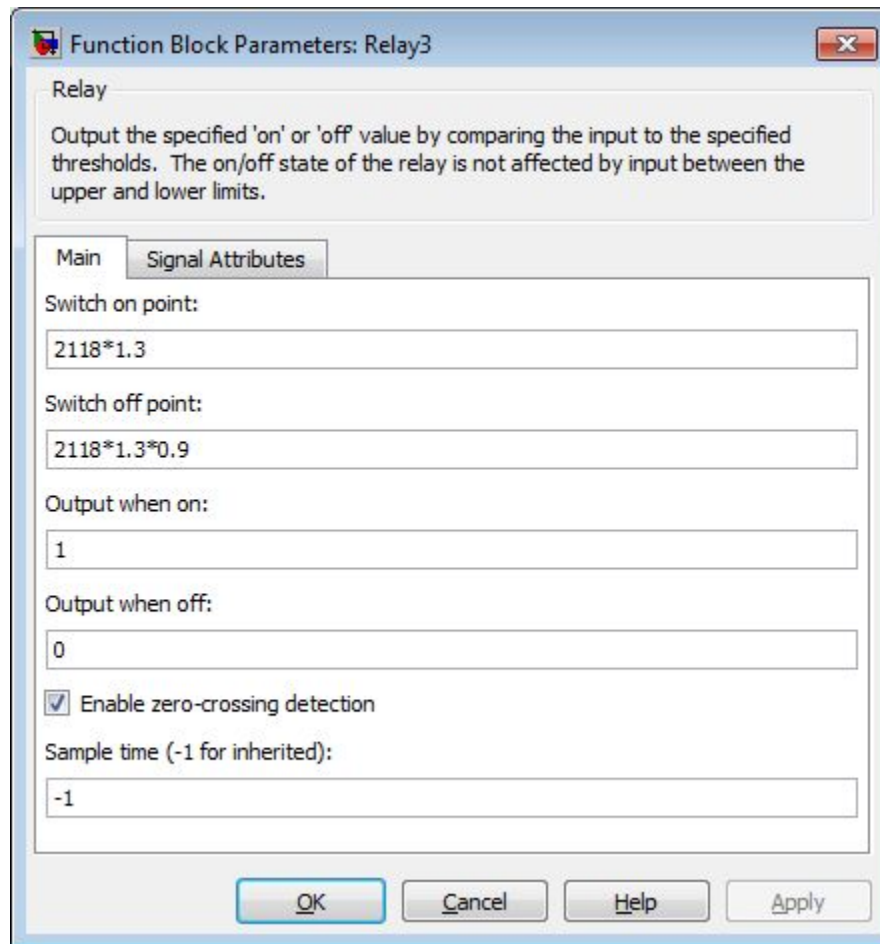 Function Block Parameters: Relay3
Relay
Output the specified 'on' or 'off' value by comparing the input to the specified
thresholds. The on/off state of the relay is not affected by input between the
upper and lower limits.
Main
Signal Attributes
Switch on point:
2118*1.3
Switch off point:
2118*1.3*0.9
Output when on:
1
Output when off:
0
Enable zero-crossing detection
Sample time (-1 for inherited):
-1
OK
Cancel
Help
Apply